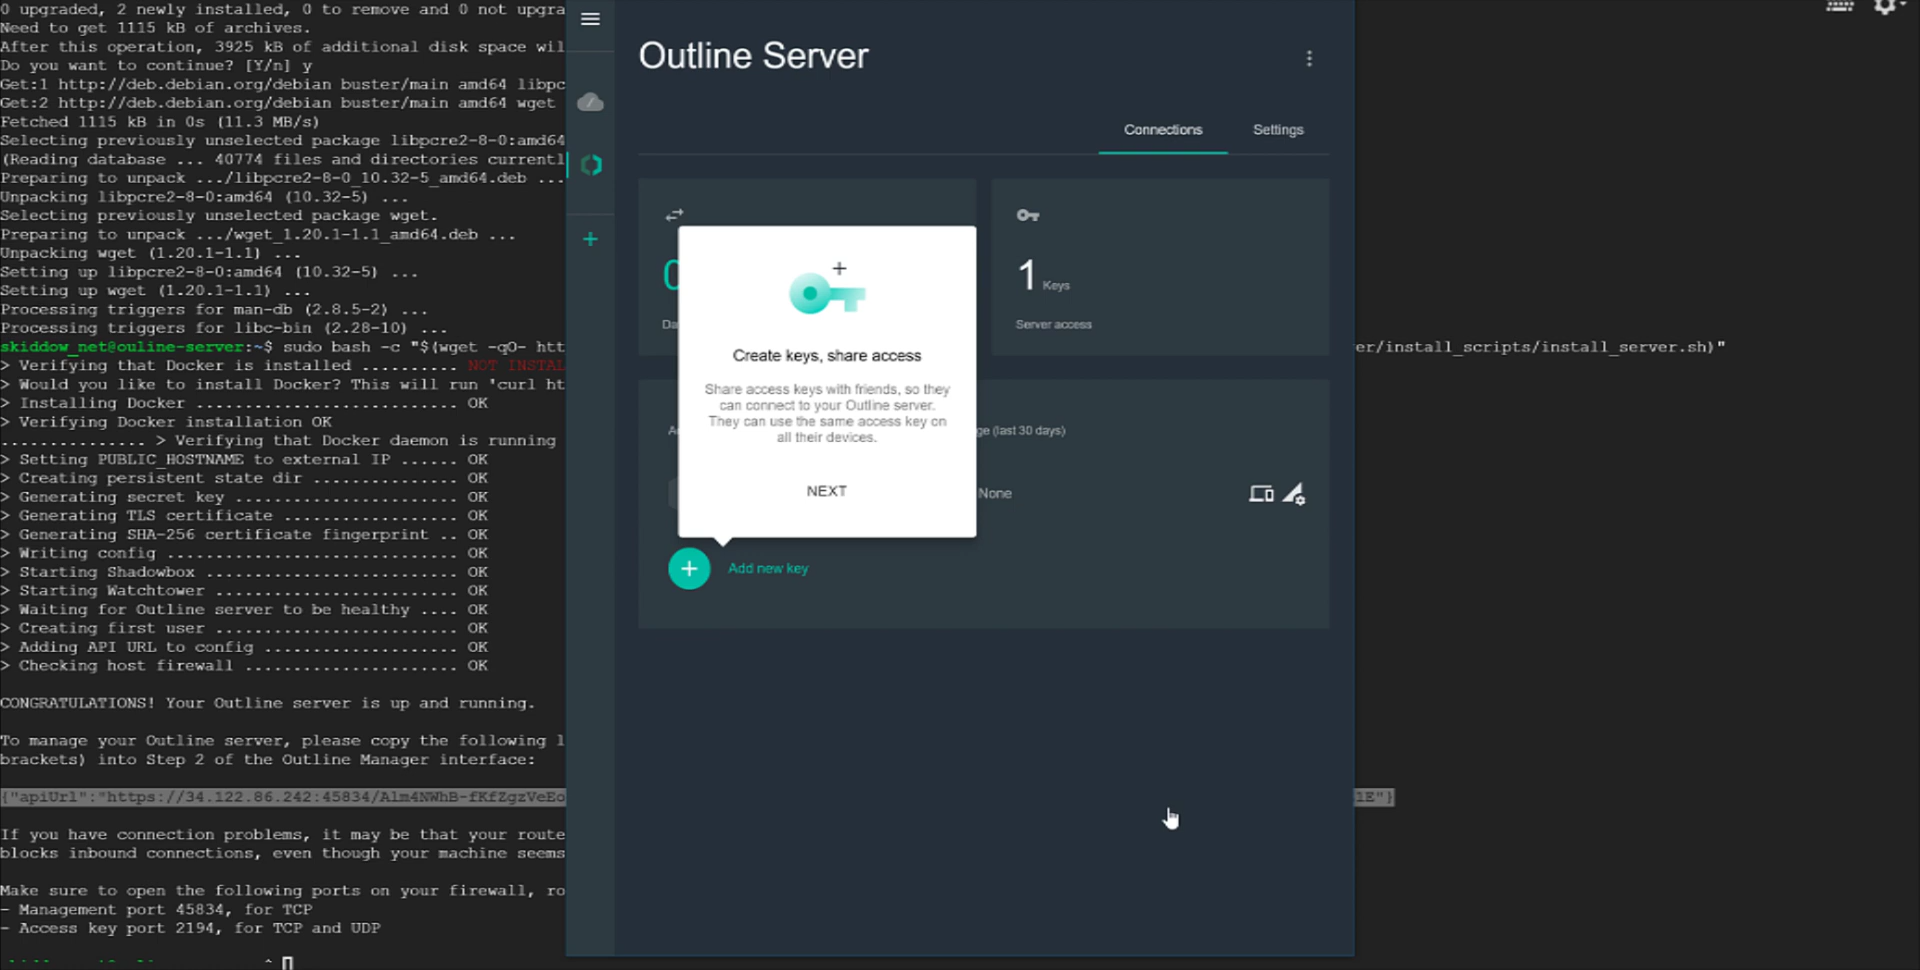 0 upgraded, 2 newly installed, 0 to remove and 0 not upgra
Need to get 1115 kB of archives.
After this operation, 3925 kB of additional disk space wil
Do you want to continue? [Y/n] y
Get:1 http://deb.debian.org/debian buster/main amd64 libpc
Get:2 http://deb.debian.org/debian buster/main amd64 wget
Fetched 1115 kB in 0s (11.3 MB/s)
Selecting previously unselected package libpcre2-8-0:amd64
(Reading database ... 40774 files and directories currentl
Preparing to unpack .../libpcre2-8-0_10.32-5_amd64.deb ...
Unpacking libpcre2-8-0:amd64 (10.32-5) ...
Selecting previously unselected package wget.
Preparing to unpack .../wget_1.20.1-1.1_amd64.deb ...
Unpacking wget (1.20.1-1.1) ...
Setting up libpcre2-8-0:amd64 (10.32-5) ...
Setting up wget (1.20.1-1.1) ...
Processing triggers for man-db (2.8.5-2) ...
Processing triggers for libc-bin (2.28-10) ...
skiddow_net@ouline-server:~$ sudo bash -c "$(wget -qO- htt
er/install_scripts/install_server.sh)"
> Verifying that Docker is installed .......... NOT INSTAL
> Would you like to install Docker? This will run 'curl ht
> Installing Docker ........................... OK
> Verifying Docker installation OK
............... > Verifying that Docker daemon is running
> Setting PUBLIC_HOSTNAME to external IP ...... OK
> Creating persistent state dir ............... OK
> Generating secret key ....................... OK
> Generating TLS certificate .................. OK
> Generating SHA-256 certificate fingerprint .. OK
> Writing config .............................. OK
> Starting Shadowbox .......................... OK
> Starting Watchtower ......................... OK
> Waiting for Outline server to be healthy .... OK
> Creating first user ......................... OK
> Adding API URL to config .................... OK
> Checking host firewall ...................... OK
CONGRATULATIONS! Your Outline server is up and running.
To manage your Outline server, please copy the following l
brackets) into Step 2 of the Outline Manager interface:
{"apiUrl":"https://34.122.86.242:45834/Alm4NWhB-fKfZgzVeEo
1E"}
If you have connection problems, it may be that your route
blocks inbound connections, even though your machine seems
Make sure to open the following ports on your firewall, ro
- Management port 45834, for TCP
- Access key port 2194, for TCP and UDP
Outline Server
Connections
Settings
0
Da
1 Keys
Server access
Create keys, share access
Share access keys with friends, so they
can connect to your Outline server.
They can use the same access key on
all their devices.
NEXT
ge (last 30 days)
None
Add new key